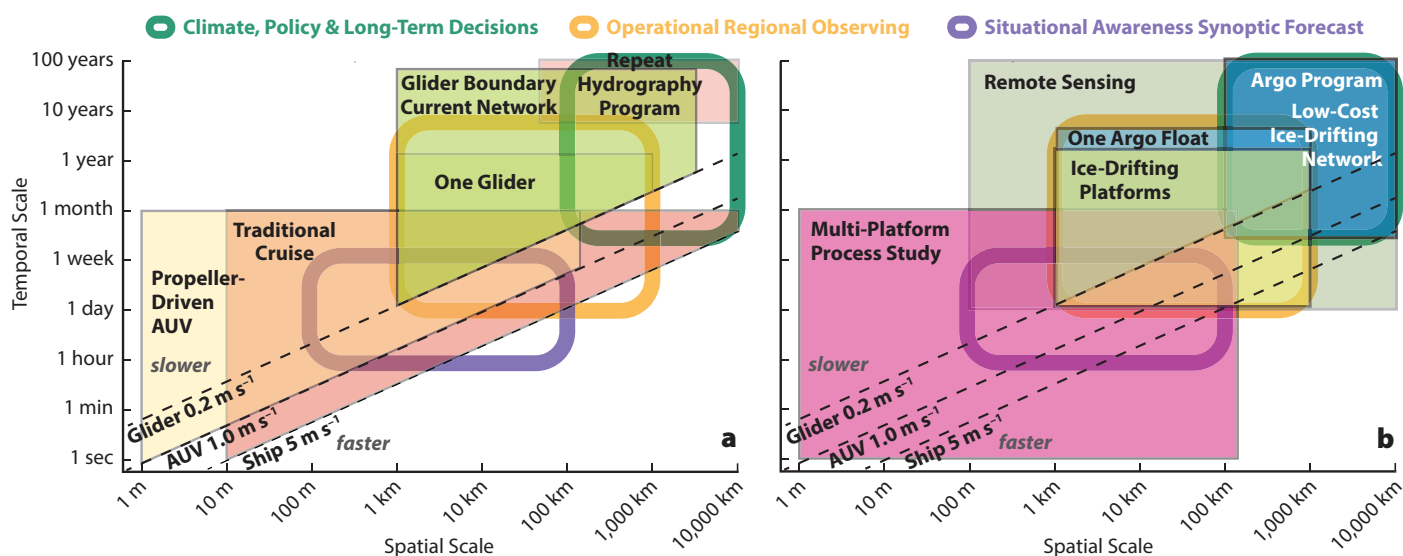 Climate, Policy & Long-Term Decisions
Operational Regional Observing
Situational Awareness Synoptic Forecast
Temporal Scale
100 years
10 years
1 year
1 month
1 week
1 day
1 hour
1 min
1 sec
Glider Boundary
Current Network
Repeat
Hydrography
Program
One Glider
Traditional
Cruise
Propeller-
Driven
AUV
slower
Glider 0.2 m s⁻¹
AUV 1.0 m s⁻¹
Ship 5 m s⁻¹
faster
a
1 m
10 m
100 m
1 km
10 km
100 km
1,000 km
10,000 km
Spatial Scale
Remote Sensing
Argo Program
Low-Cost
Ice-Drifting
Network
One Argo Float
Ice-Drifting
Platforms
Multi-Platform
Process Study
slower
Glider 0.2 m s⁻¹
AUV 1.0 m s⁻¹
Ship 5 m s⁻¹
faster
b
1 m
10 m
100 m
1 km
10 km
100 km
1,000 km
10,000 km
Spatial Scale